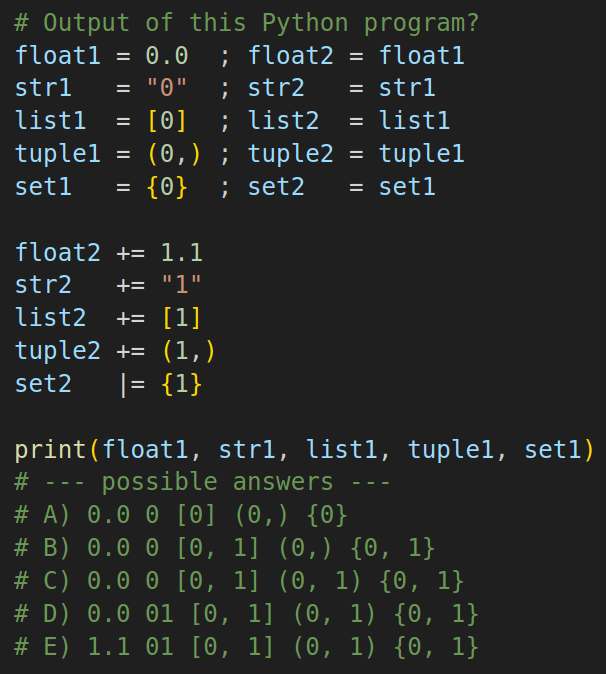 # Output of this Python program?
float1 = 0.0  ; float2 = float1
str1   = "0"  ; str2   = str1
list1  = [0]  ; list2  = list1
tuple1 = (0,) ; tuple2 = tuple1
set1   = {0}  ; set2   = set1

float2 += 1.1
str2   += "1"
list2  += [1]
tuple2 += (1,)
set2   |= {1}

print(float1, str1, list1, tuple1, set1)
# --- possible answers ---
# A) 0.0 0 [0] (0,) {0}
# B) 0.0 0 [0, 1] (0,) {0, 1}
# C) 0.0 0 [0, 1] (0, 1) {0, 1}
# D) 0.0 01 [0, 1] (0, 1) {0, 1}
# E) 1.1 01 [0, 1] (0, 1) {0, 1}